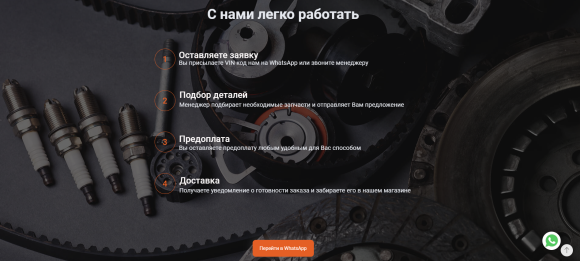 С нами легко работать
1
Оставляете заявку
Вы присылаете VIN-код нам на WhatsApp или звоните менеджеру
2
Подбор деталей
Менеджер подбирает необходимые запчасти и отправляет Вам предложение
3
Предоплата
Вы оставляете предоплату любым удобным для Вас способом
4
Доставка
Получаете уведомление о готовности заказа и забираете его в нашем магазине
Перейти в WhatsApp